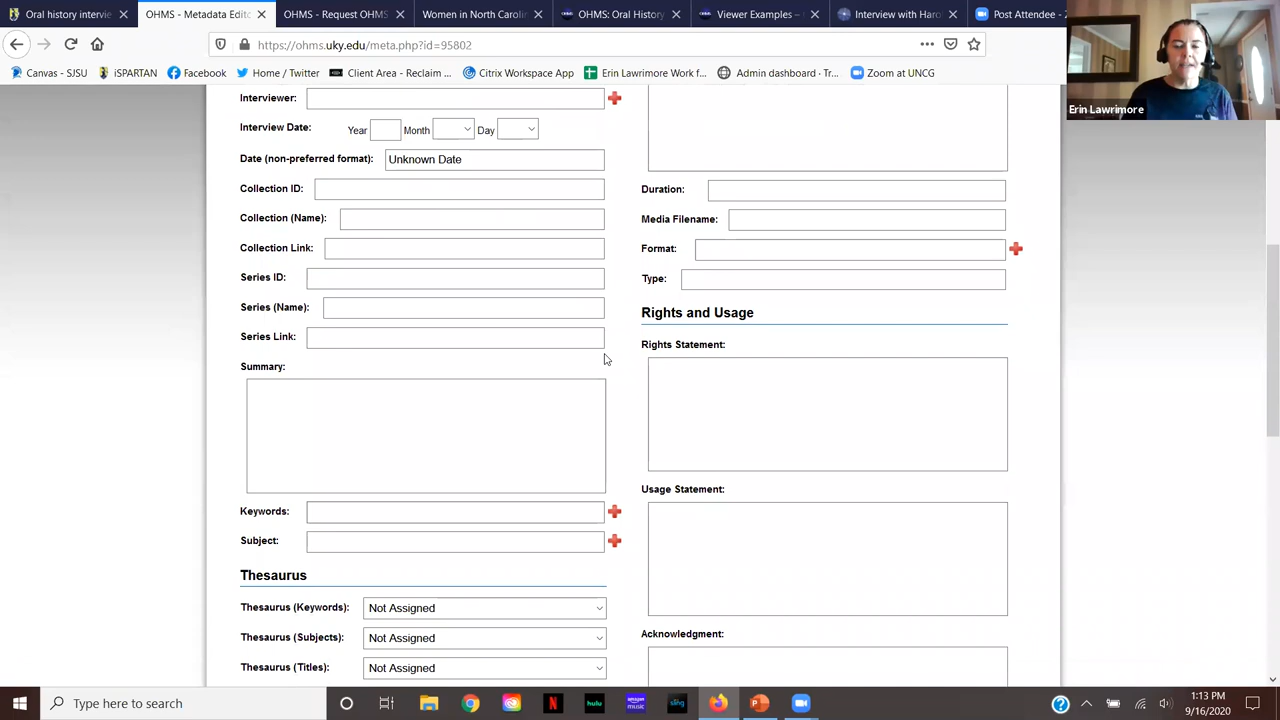 Oral history intervie
OHMS - Metadata Edito
OHMS - Request OHMS
Women in North Carolin
OHMS: Oral History
Viewer Examples –
Interview with Haro
Post Attendee - Z
https://ohms.uky.edu/meta.php?id=95802
Canvas - SJSU
iSPARTAN
Facebook
Home / Twitter
Client Area - Reclaim ...
Citrix Workspace App
Erin Lawrimore Work f...
Admin dashboard · Tr...
Zoom at UNCG
Erin Lawrimore
Interviewer:
Interview Date: Year Month Day
Date (non-preferred format): Unknown Date
Collection ID:
Collection (Name):
Collection Link:
Series ID:
Series (Name):
Series Link:
Summary:
Keywords:
Subject:
Thesaurus
Thesaurus (Keywords): Not Assigned
Thesaurus (Subjects): Not Assigned
Thesaurus (Titles): Not Assigned
Duration:
Media Filename:
Format:
Type:
Rights and Usage
Rights Statement:
Usage Statement:
Acknowledgment:
Type here to search
hulu
amazon
music
sling
1:13 PM
9/16/2020